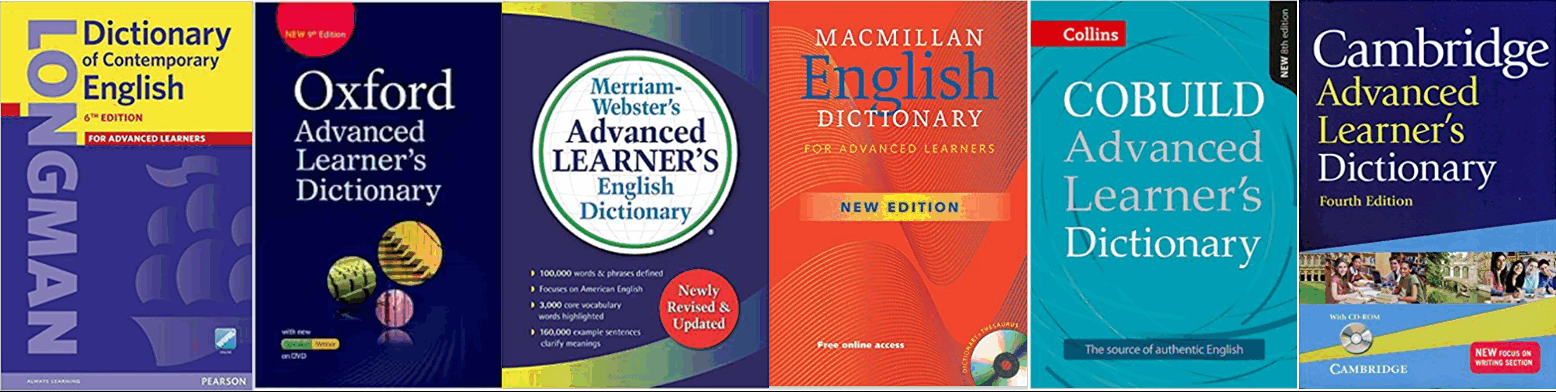 LONGMAN
Dictionary
of Contemporary
English
6TH EDITION
FOR ADVANCED LEARNERS
ALWAYS LEARNING
PEARSON
NEW 9th Edition
Oxford
Advanced
Learner's
Dictionary
with new
Oxford iWriter
on DVD
Merriam-
Webster's
Advanced
LEARNER'S
English
Dictionary
100,000 words & phrases defined
Focuses on American English
3,000 core vocabulary
words highlighted
160,000 example sentences
clarify meanings
Newly
Revised &
Updated
MACMILLAN
English
DICTIONARY
FOR ADVANCED LEARNERS
NEW EDITION
Free online access
DICTIONARY+THESAURUS
Collins
NEW 8th edition
COBUILD
Advanced
Learner's
Dictionary
The source of authentic English
Cambridge
Advanced
Learner's
Dictionary
Fourth Edition
With CD-ROM
NEW FOCUS ON
WRITING SECTION
CAMBRIDGE